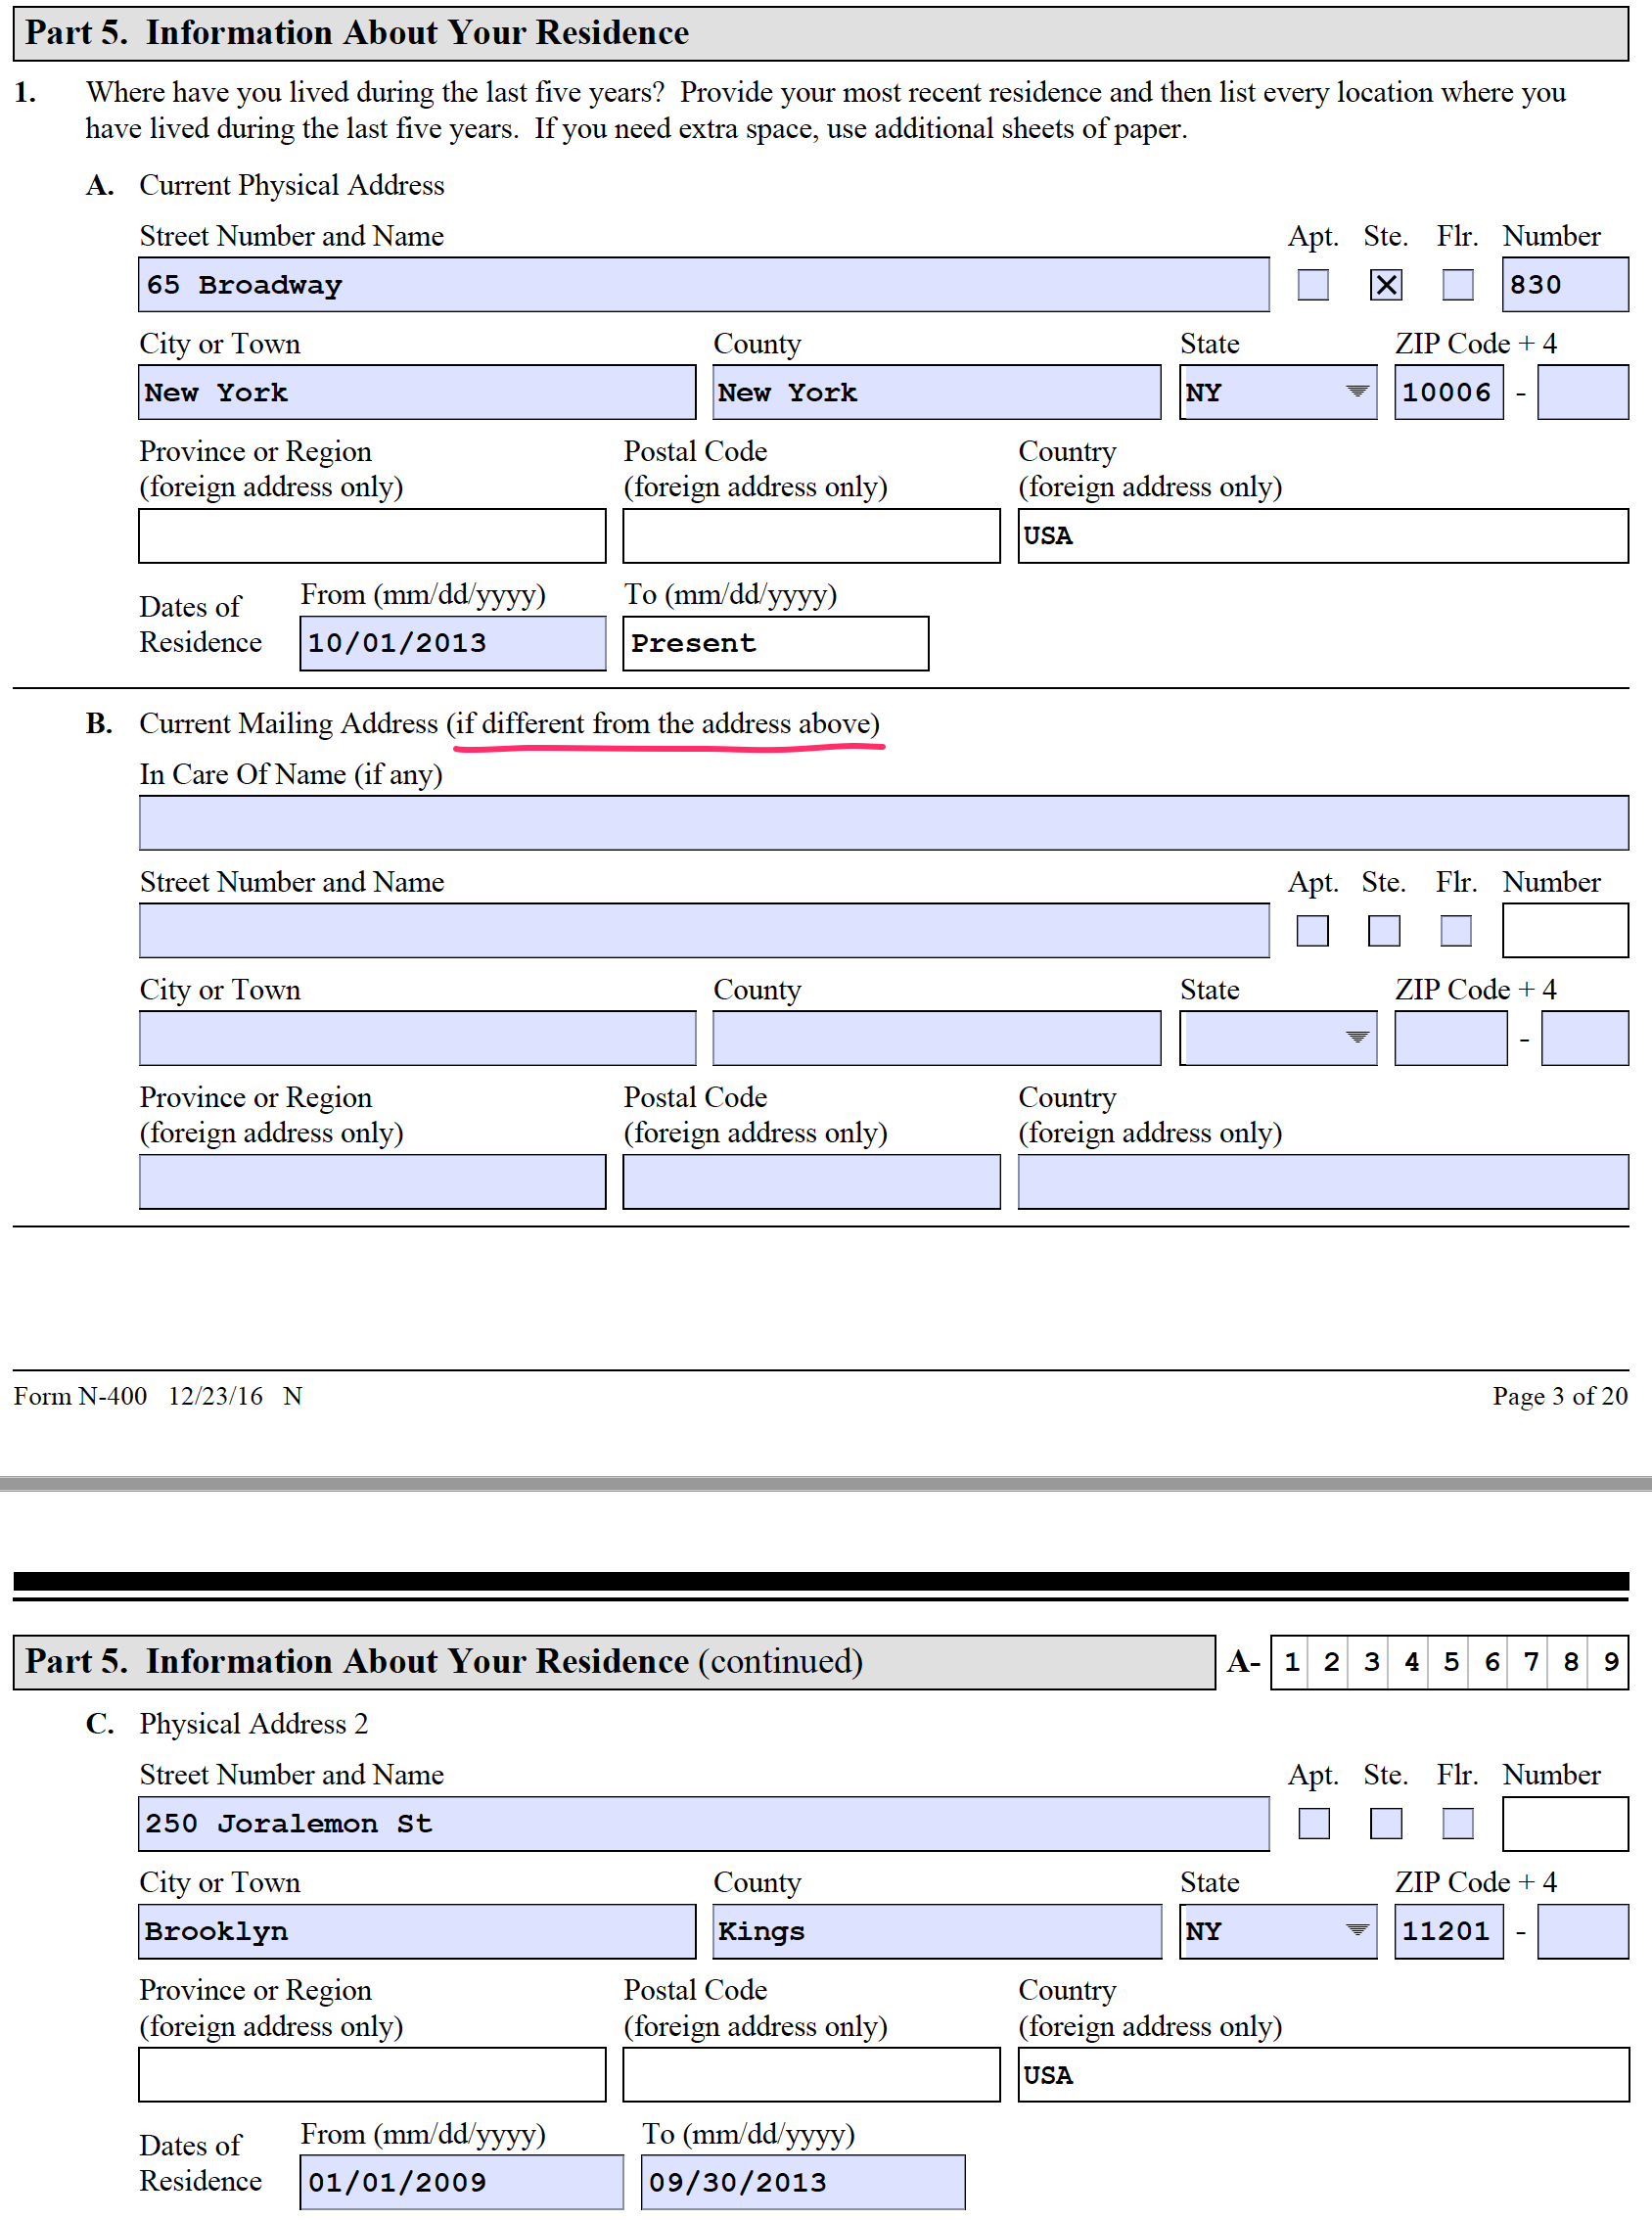 Part 5. Information About Your Residence
1. Where have you lived during the last five years? Provide your most recent residence and then list every location where you
have lived during the last five years. If you need extra space, use additional sheets of paper.
A. Current Physical Address
Street Number and Name Apt. Ste. Flr. Number
65 Broadway X 830
City or Town County State ZIP Code + 4
New York New York NY 10006 -
Province or Region Postal Code Country
(foreign address only) (foreign address only) (foreign address only)
USA
Dates of Residence From (mm/dd/yyyy) To (mm/dd/yyyy)
10/01/2013 Present
B. Current Mailing Address (if different from the address above)
In Care Of Name (if any)
Street Number and Name Apt. Ste. Flr. Number
City or Town County State ZIP Code + 4
-
Province or Region Postal Code Country
(foreign address only) (foreign address only) (foreign address only)
Form N-400 12/23/16 N Page 3 of 20
Part 5. Information About Your Residence (continued) A- 1 2 3 4 5 6 7 8 9
C. Physical Address 2
Street Number and Name Apt. Ste. Flr. Number
250 Joralemon St
City or Town County State ZIP Code + 4
Brooklyn Kings NY 11201 -
Province or Region Postal Code Country
(foreign address only) (foreign address only) (foreign address only)
USA
Dates of Residence From (mm/dd/yyyy) To (mm/dd/yyyy)
01/01/2009 09/30/2013